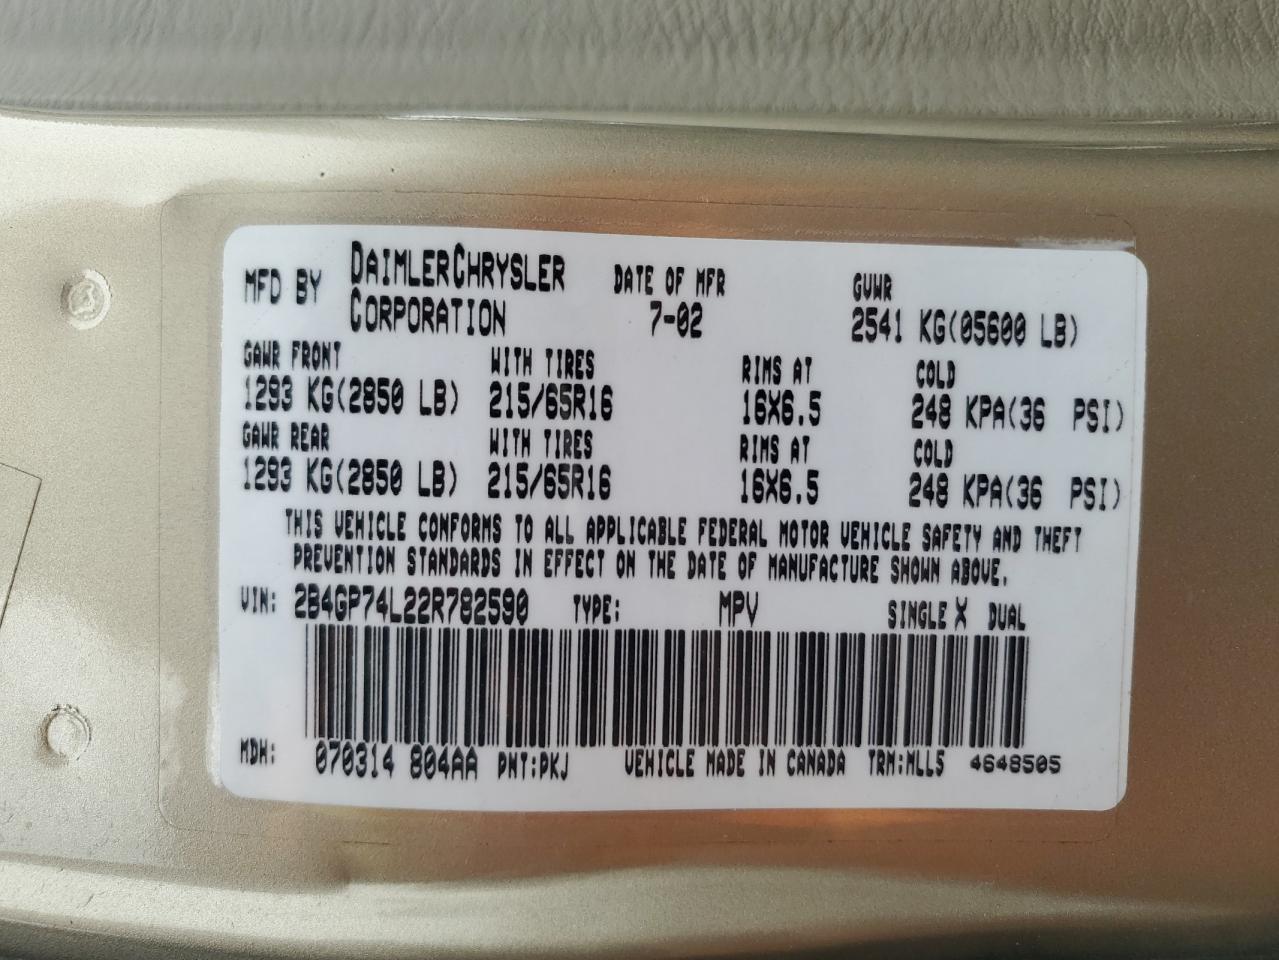 MFD BY DAIMLERCHRYSLER CORPORATION DATE OF MFR 7-02 GVWR 2541 KG(05600 LB)
GAWR FRONT WITH TIRES RIMS AT COLD
1293 KG(2850 LB) 215/65R16 16X6.5 248 KPA(36 PSI)
GAWR REAR WITH TIRES RIMS AT COLD
1293 KG(2850 LB) 215/65R16 16X6.5 248 KPA(36 PSI)
THIS VEHICLE CONFORMS TO ALL APPLICABLE FEDERAL MOTOR VEHICLE SAFETY AND THEFT
PREVENTION STANDARDS IN EFFECT ON THE DATE OF MANUFACTURE SHOWN ABOVE.
VIN: 2B4GP74L22R782590 TYPE: MPV SINGLE X DUAL
MDH: 070314 804AA PNT:PKJ VEHICLE MADE IN CANADA TRM:MLL5 4648505